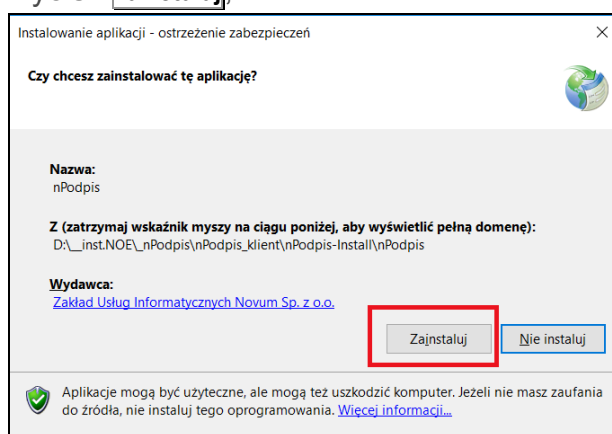 Instalowanie aplikacji - ostrzeżenie zabezpieczeń
Czy chcesz zainstalować tę aplikację?
Nazwa:
nPodpis
Z (zatrzymaj wskaźnik myszy na ciągu poniżej, aby wyświetlić pełną domenę):
D:\__inst.NOE\_nPodpis\nPodpis_klient\nPodpis-Install\nPodpis
Wydawca:
Zakład Usług Informatycznych Novum Sp. z o.o.
Zainstaluj Nie instaluj
Aplikacje mogą być użyteczne, ale mogą też uszkodzić komputer. Jeżeli nie masz zaufania
do źródła, nie instaluj tego oprogramowania. Więcej informacji...